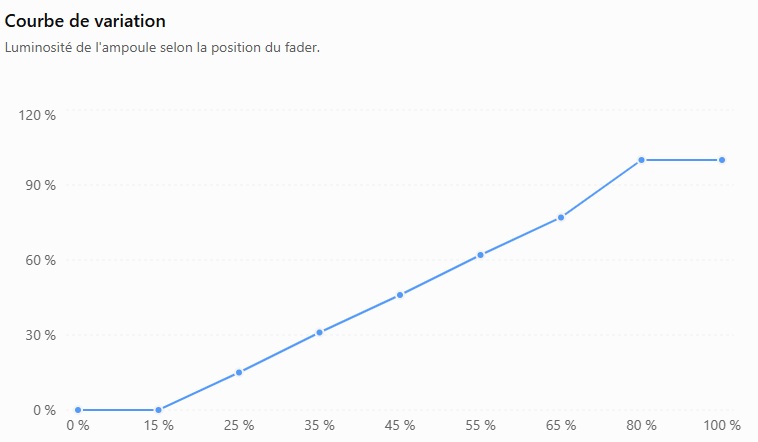 Courbe de variation
Luminosité de l'ampoule selon la position du fader.
120 %
90 %
60 %
30 %
0 %
0 % 15 % 25 % 35 % 45 % 55 % 65 % 80 % 100 %